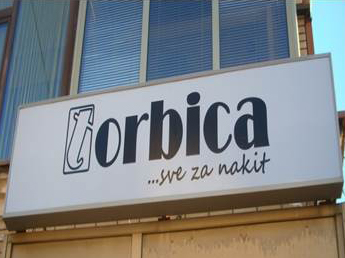 Torbica
...sve za nakit